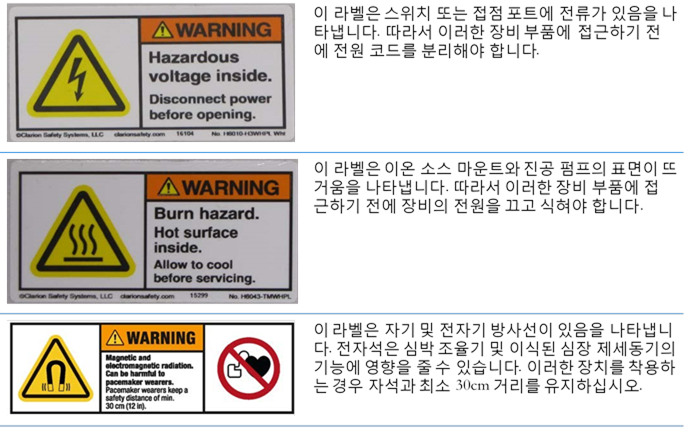 WARNING
Hazardous
voltage inside.
Disconnect power
before opening.
©Clarion Safety Systems, LLC clarionsafety.com 16104 No. H6010-H3WHPL Wht
이 라벨은 스위치 또는 접점 포트에 전류가 있음을 나
타냅니다. 따라서 이러한 장비 부품에 접근하기 전
에 전원 코드를 분리해야 합니다.
WARNING
Burn hazard.
Hot surface
inside.
Allow to cool
before servicing.
©Clarion Safety Systems, LLC clarionsafety.com 15299 No. H6043-TMWHPL
이 라벨은 이온 소스 마운트와 진공 펌프의 표면이 뜨
거움을 나타냅니다. 따라서 이러한 장비 부품에 접
근하기 전에 장비의 전원을 끄고 식혀야 합니다.
WARNING
Magnetic and
electromagnetic radiation.
Can be harmful to
pacemaker wearers.
Pacemaker wearers keep a
safety distance of min.
30 cm (12 in).
이 라벨은 자기 및 전자기 방사선이 있음을 나타냅니
다. 전자석은 심박 조율기 및 이식된 심장 제세동기의
기능에 영향을 줄 수 있습니다. 이러한 장치를 착용하
는 경우 자석과 최소 30cm 거리를 유지하십시오.